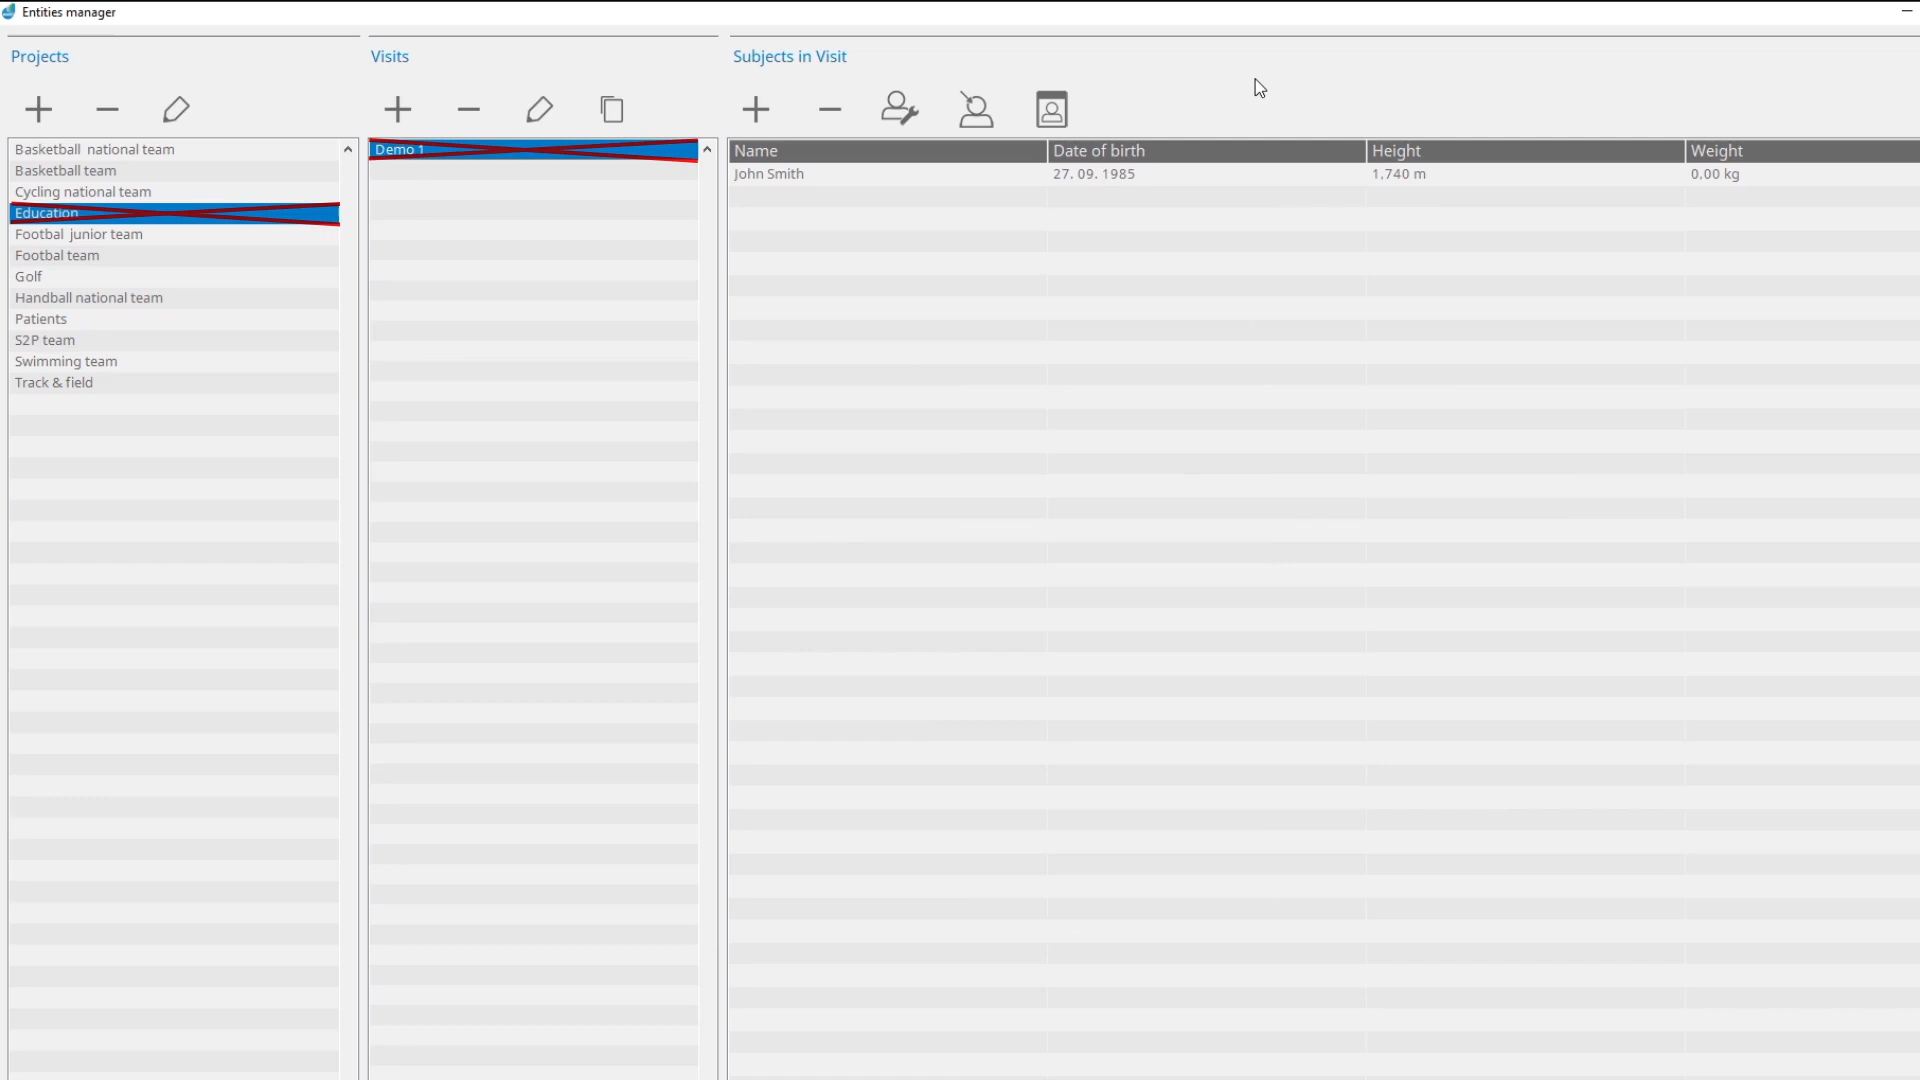 Entities manager
Projects
Visits
Subjects in Visit
Basketball national team
Basketball team
Cycling national team
Education
Footbal junior team
Footbal team
Golf
Handball national team
Patients
S2P team
Swimming team
Track & field
Demo 1
Name Date of birth Height Weight
John Smith 27. 09. 1985 1,740 m 0,00 kg